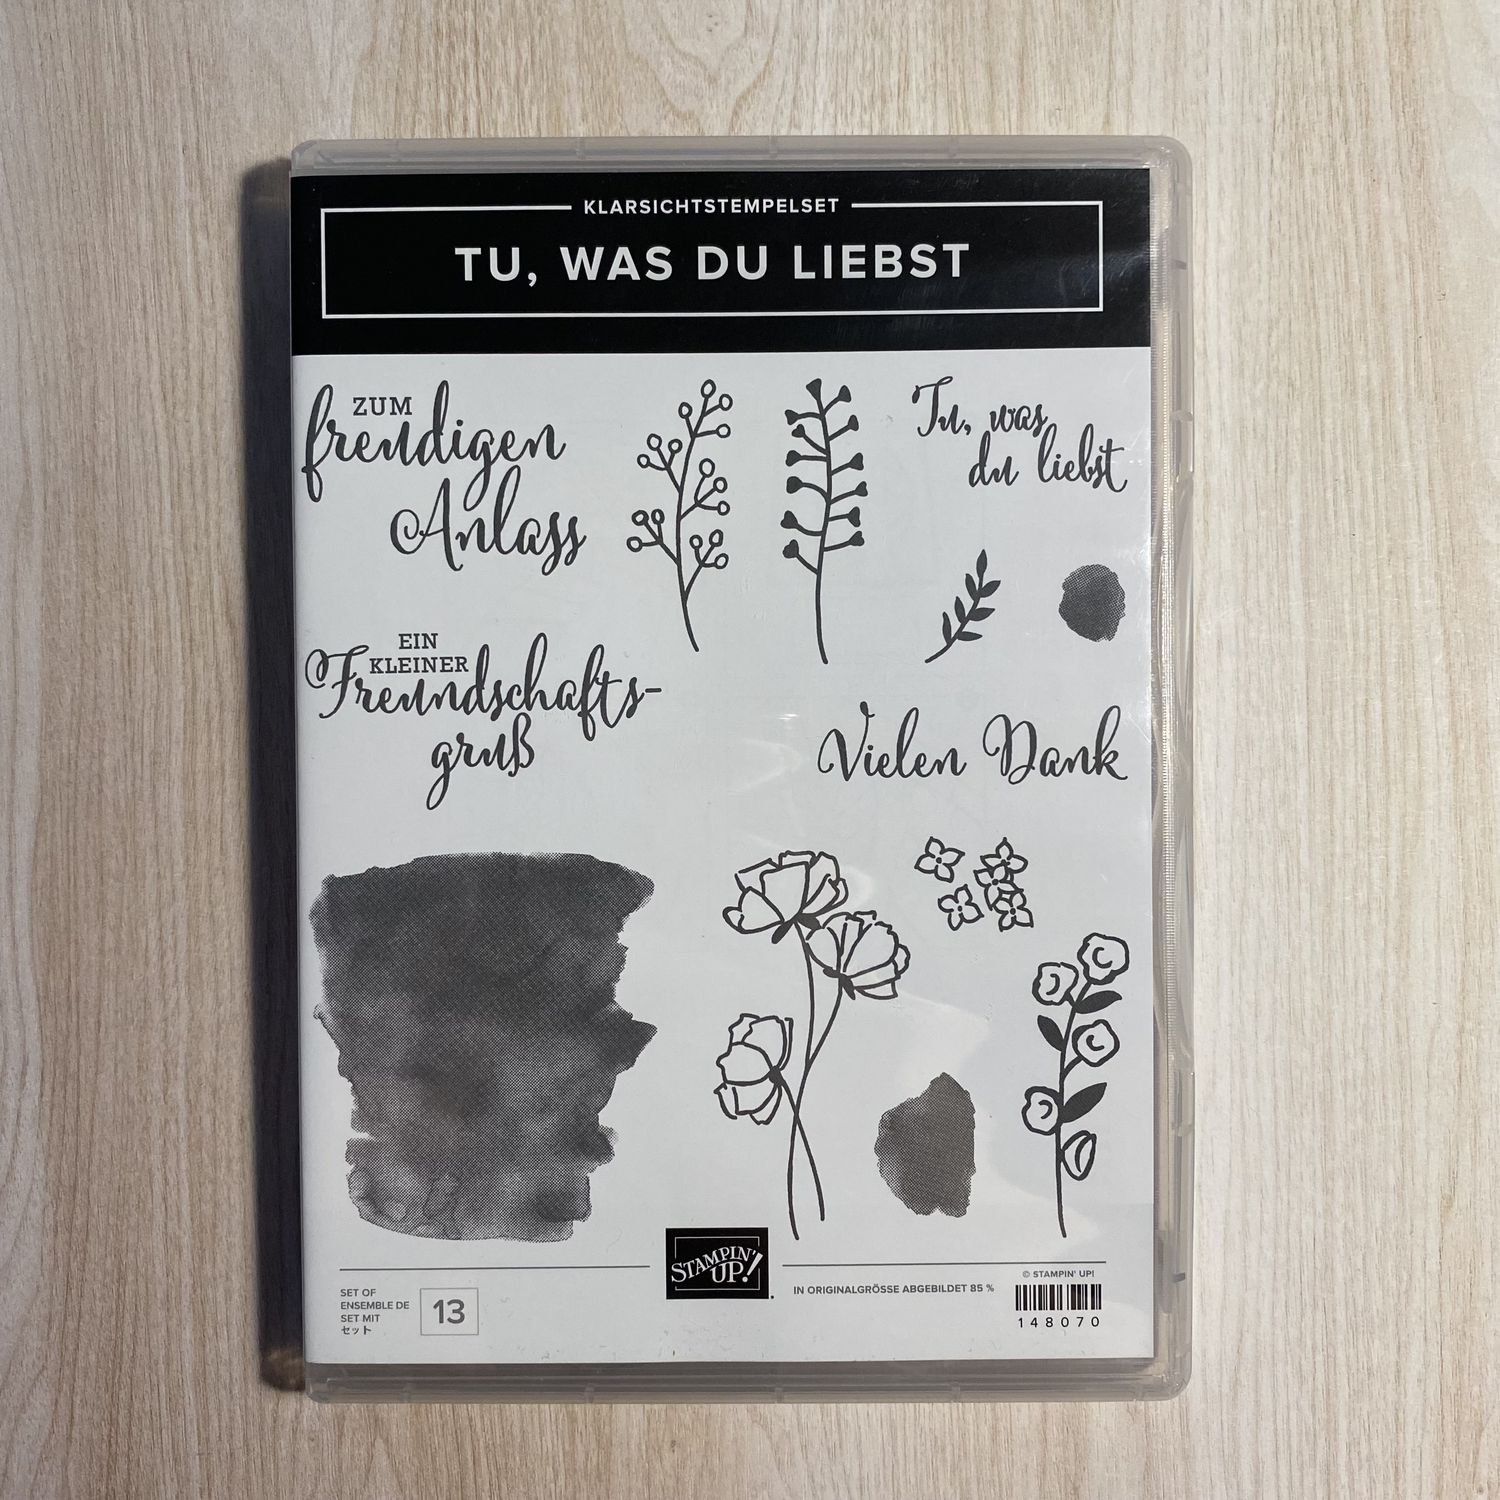 KLARSICHTSTEMPELSET
TU, WAS DU LIEBST
ZUM
freudigen
Anlass
Tu, was
du liebst
EIN
KLEINER
Freundschafts-
gruß
Vielen Dank
STAMPIN'
UP!
SET OF
ENSEMBLE DE
SET MIT
セット
13
IN ORIGINALGRÖSSE ABGEBILDET 85 %
© STAMPIN' UP!
148070